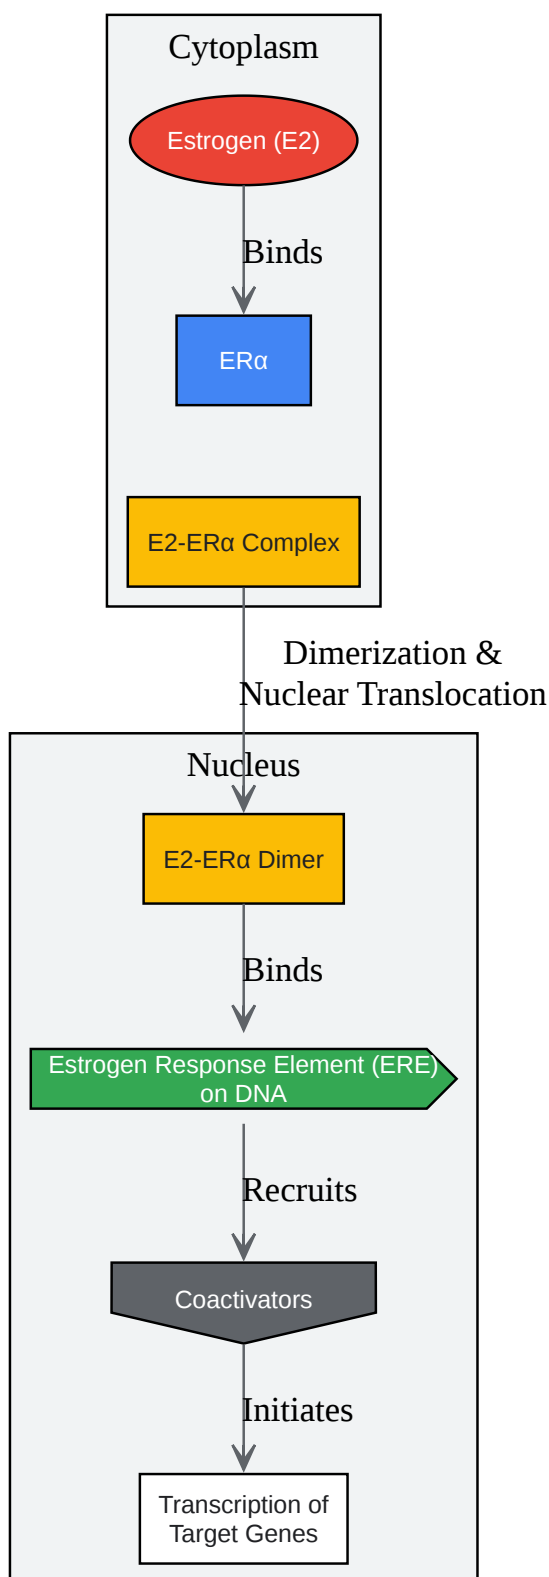 Cytoplasm
Estrogen (E2)
Binds
ERα
E2-ERα Complex
Dimerization &
Nuclear Translocation
Nucleus
E2-ERα Dimer
Binds
Estrogen Response Element (ERE)
on DNA
Recruits
Coactivators
Initiates
Transcription of
Target Genes